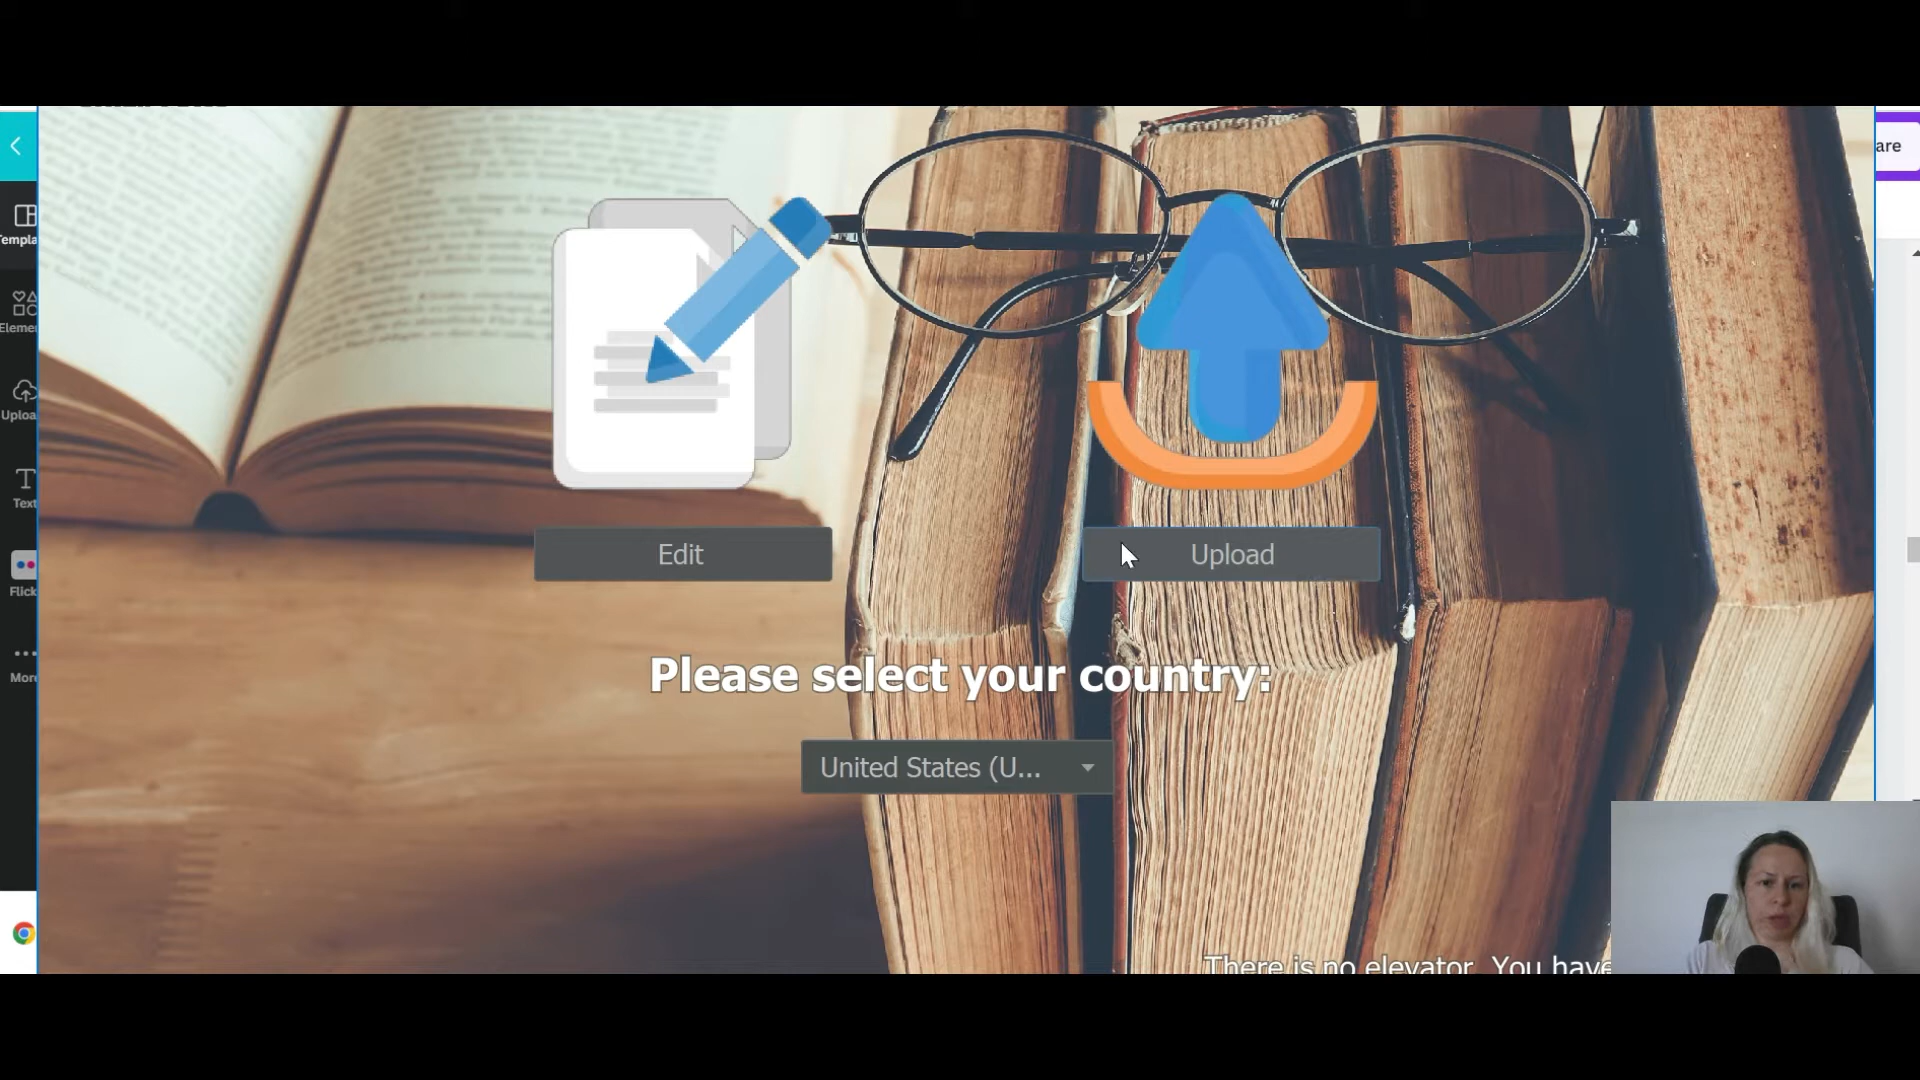 are
Templa
Elemen
Uploa
Text
Flick
More
Edit
Upload
Please select your country:
United States (U...
There is no elevator. You have